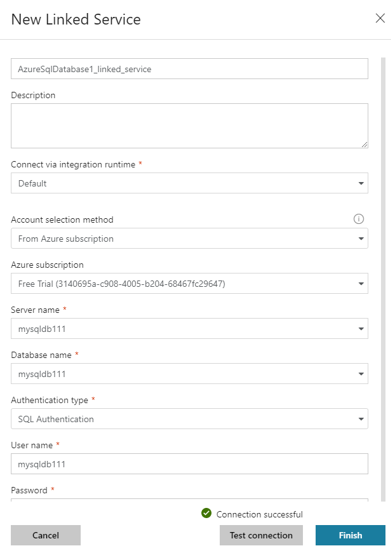 New Linked Service
AzureSqlDatabase1_linked_service
Description
Connect via integration runtime *
Default
Account selection method
From Azure subscription
Azure subscription
Free Trial (3140695a-c908-4005-b204-68467fc29647)
Server name *
mysqldb111
Database name *
mysqldb111
Authentication type *
SQL Authentication
User name *
mysqldb111
Password *
Connection successful
Cancel
Test connection
Finish